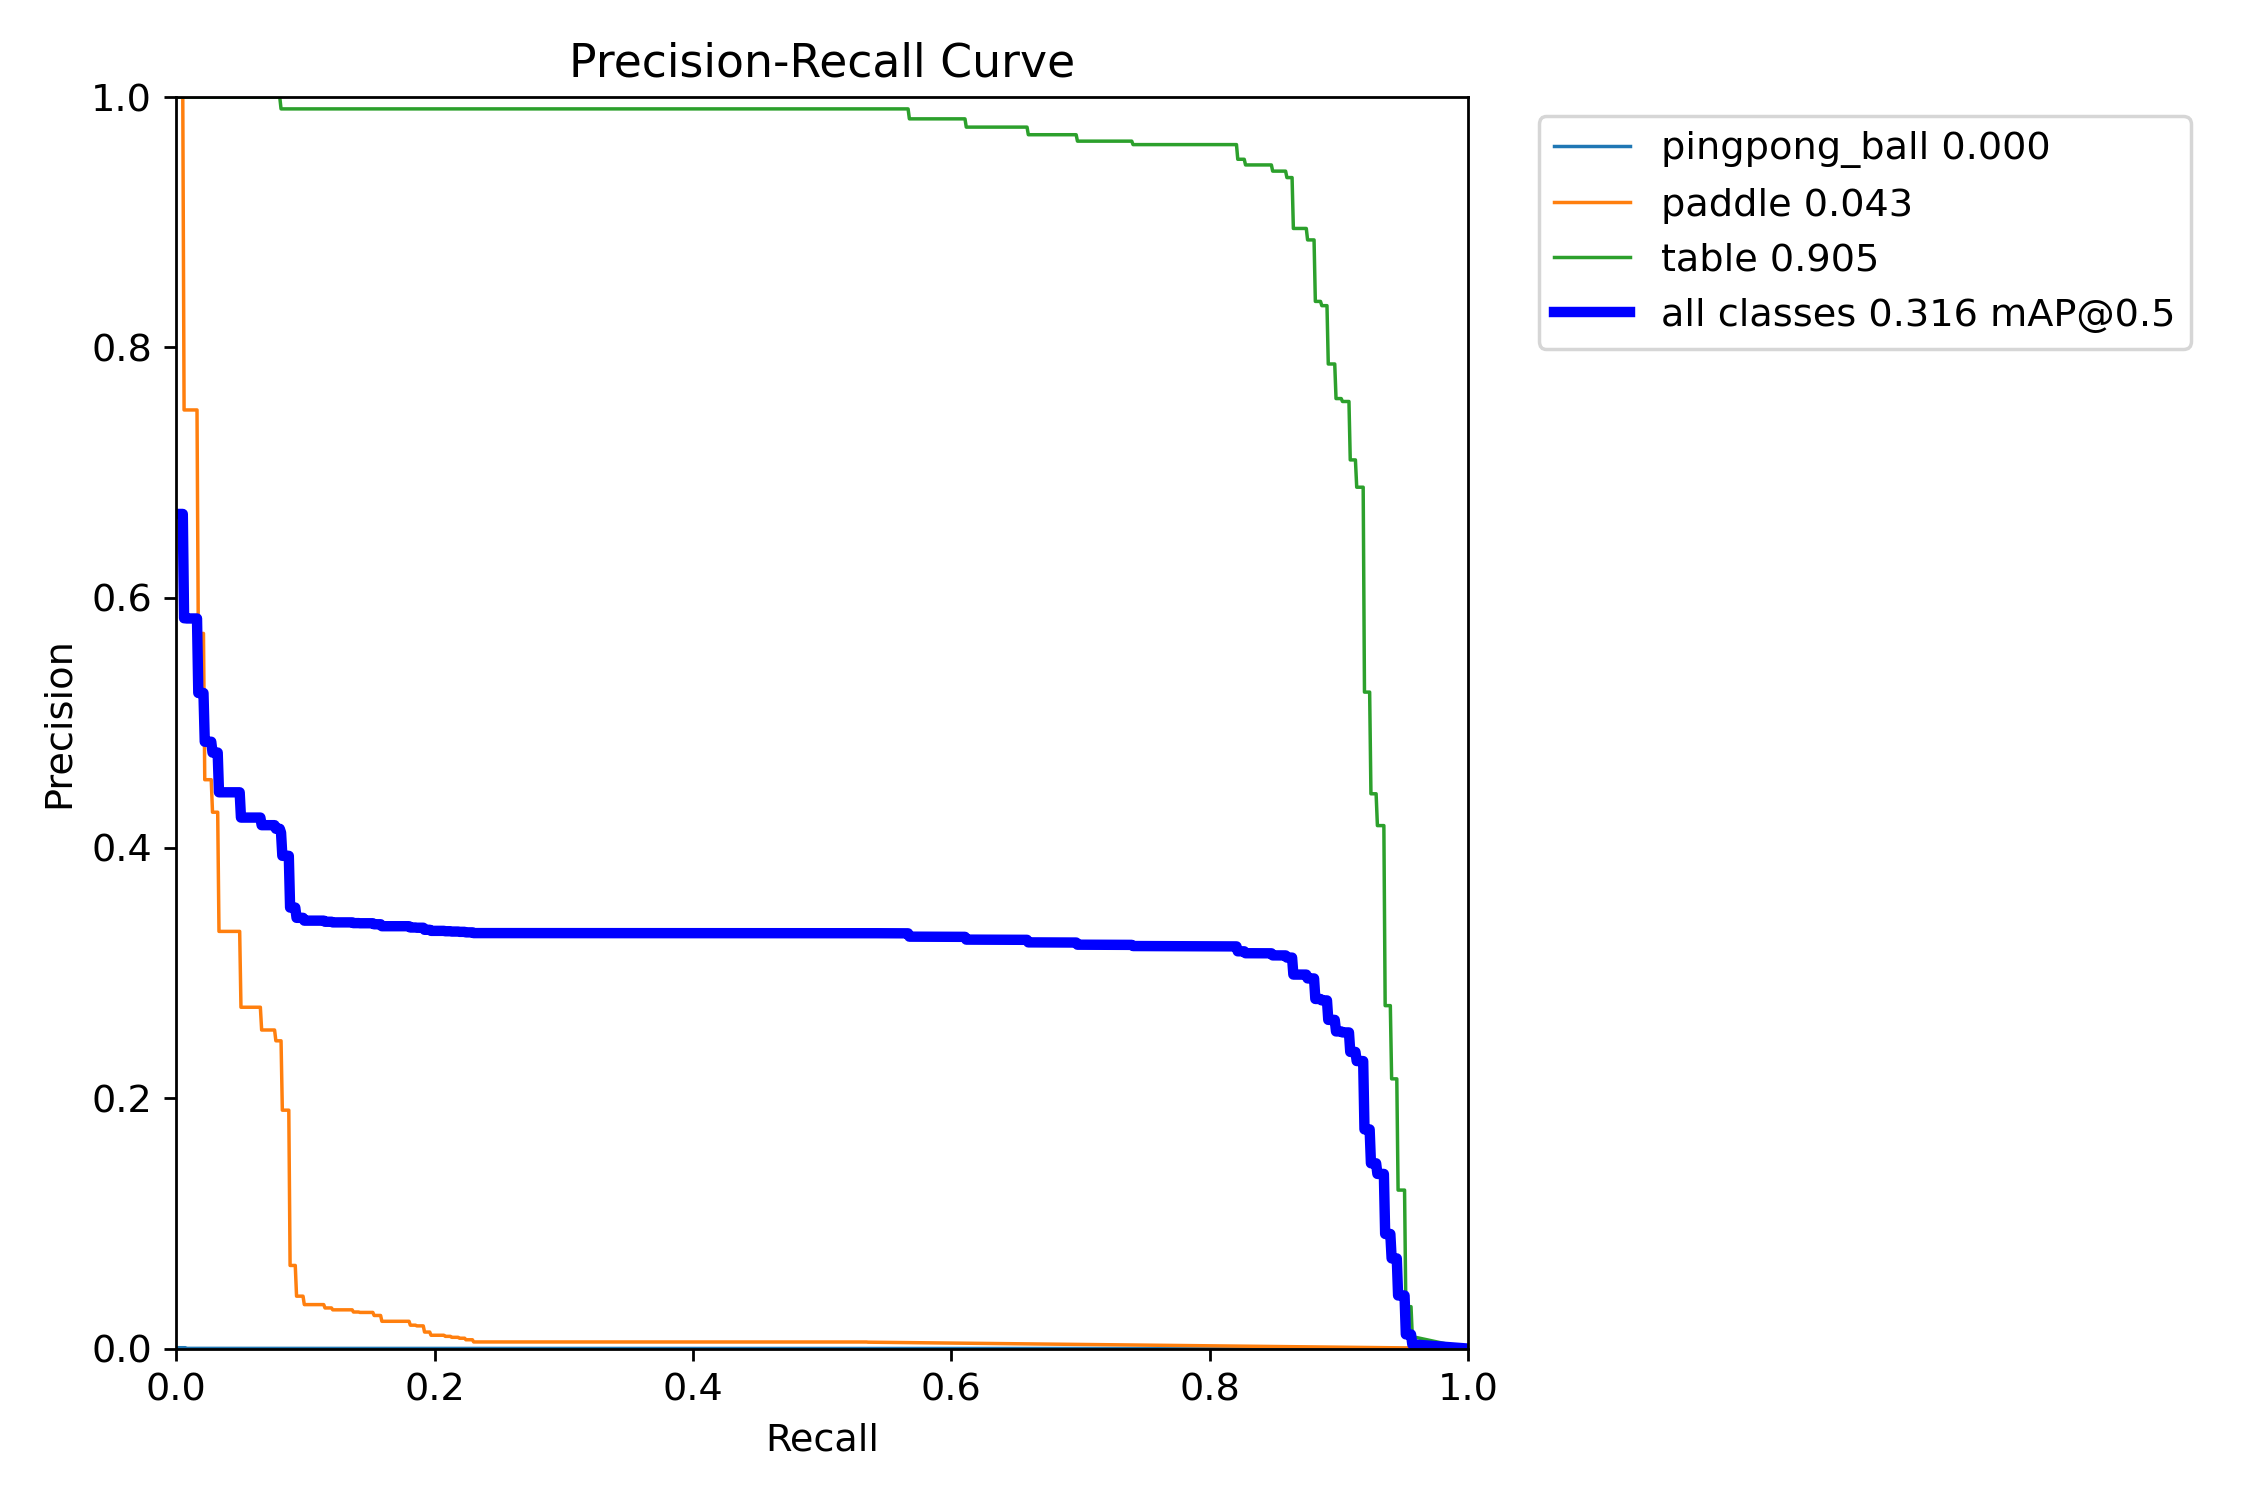 Precision-Recall Curve
1.0
0.8
0.6
0.4
0.2
0.0
Precision
0.0 0.2 0.4 0.6 0.8 1.0
Recall
pingpong_ball 0.000
paddle 0.043
table 0.905
all classes 0.316 mAP@0.5